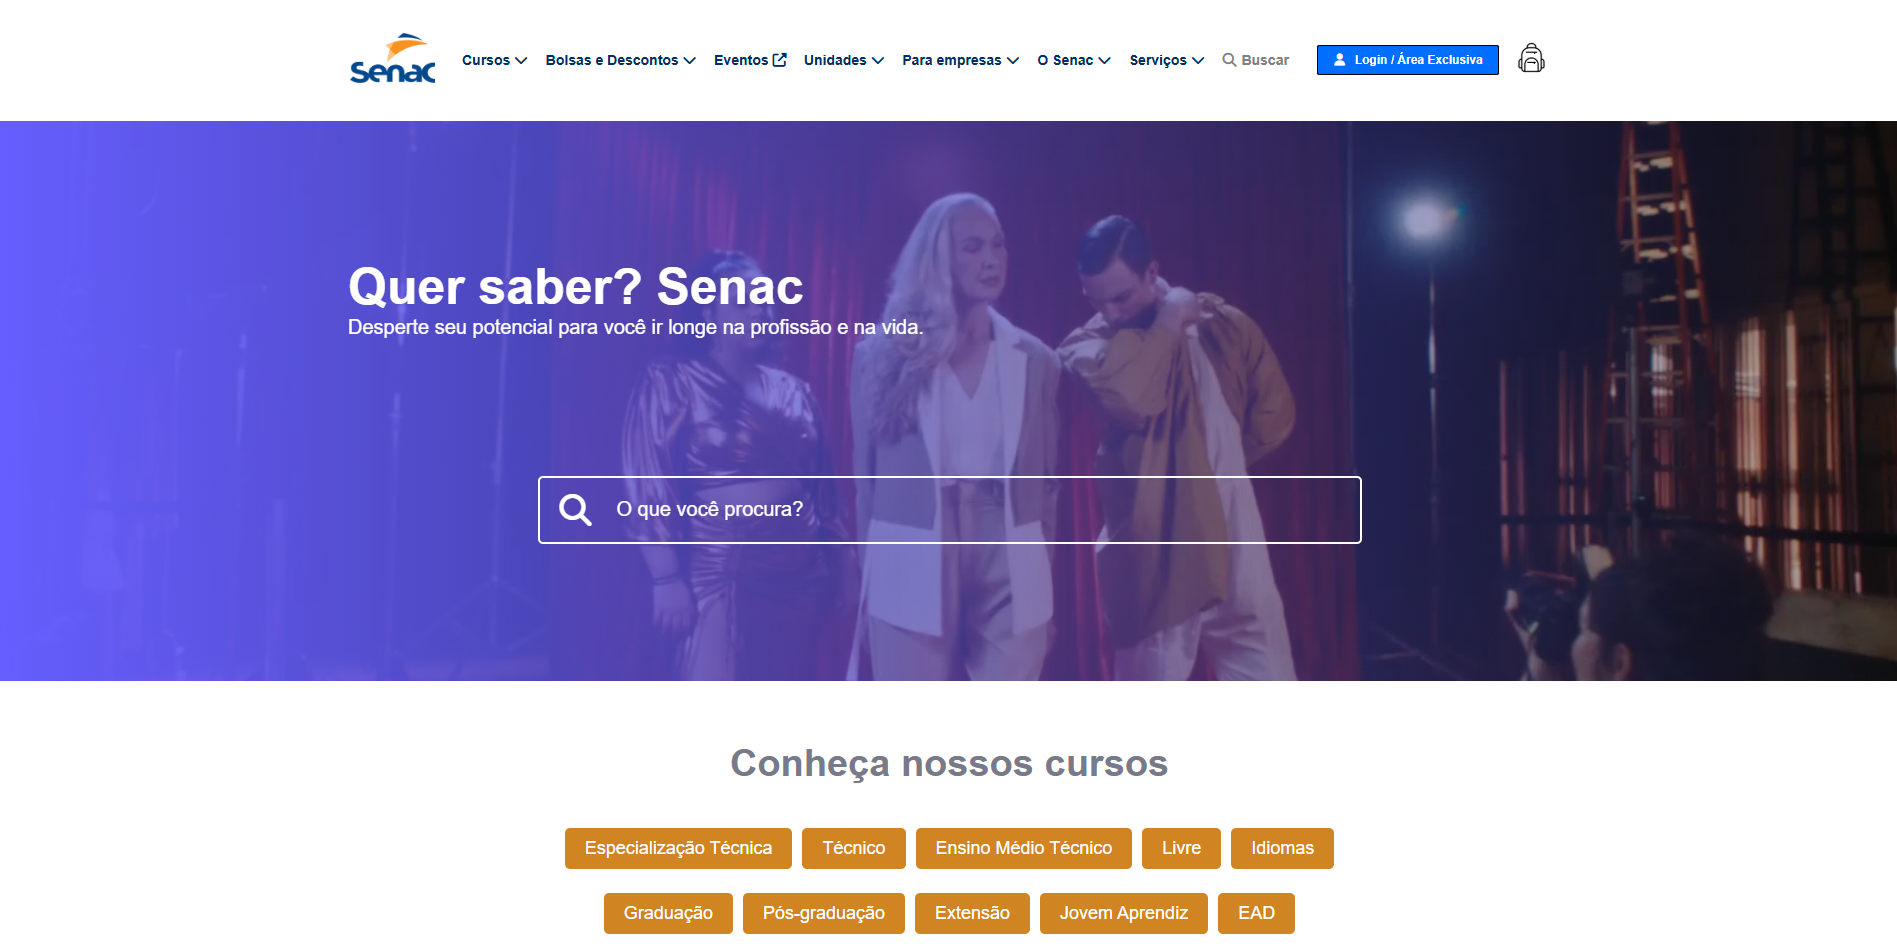 Senac
Cursos
Bolsas e Descontos
Eventos
Unidades
Para empresas
O Senac
Serviços
Buscar
Login / Área Exclusiva
Quer saber? Senac
Desperte seu potencial para você ir longe na profissão e na vida.
O que você procura?
Conheça nossos cursos
Especialização Técnica
Técnico
Ensino Médio Técnico
Livre
Idiomas
Graduação
Pós-graduação
Extensão
Jovem Aprendiz
EAD